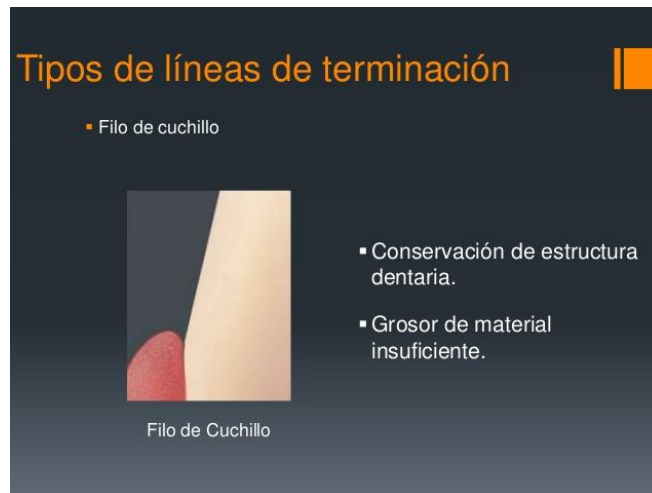 Tipos de líneas de terminación
Filo de cuchillo
Conservación de estructura
dentaria.
Grosor de material
insuficiente.
Filo de Cuchillo